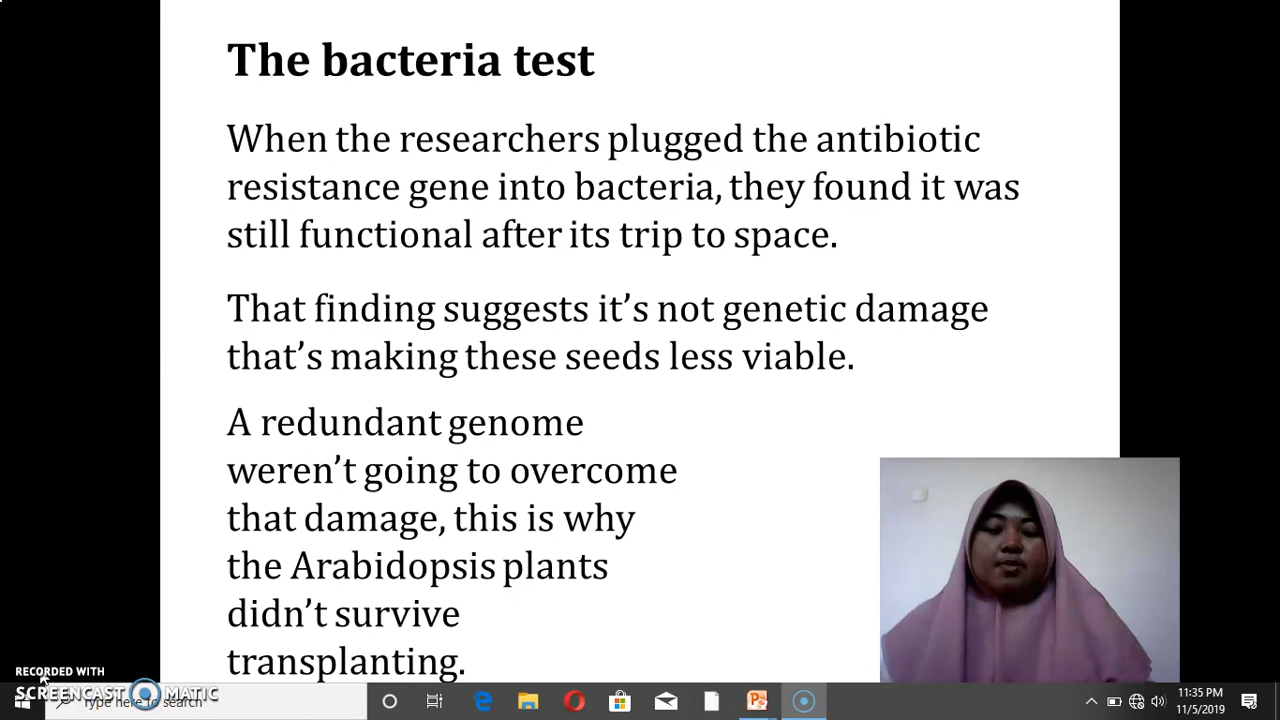 The bacteria test
When the researchers plugged the antibiotic
resistance gene into bacteria, they found it was
still functional after its trip to space.
That finding suggests it’s not genetic damage
that’s making these seeds less viable.
A redundant genome
weren’t going to overcome
that damage, this is why
the Arabidopsis plants
didn’t survive
transplanting.
RECORDED WITH
SCREENCAST MATIC
Type here to search
11:35 PM
11/5/2019